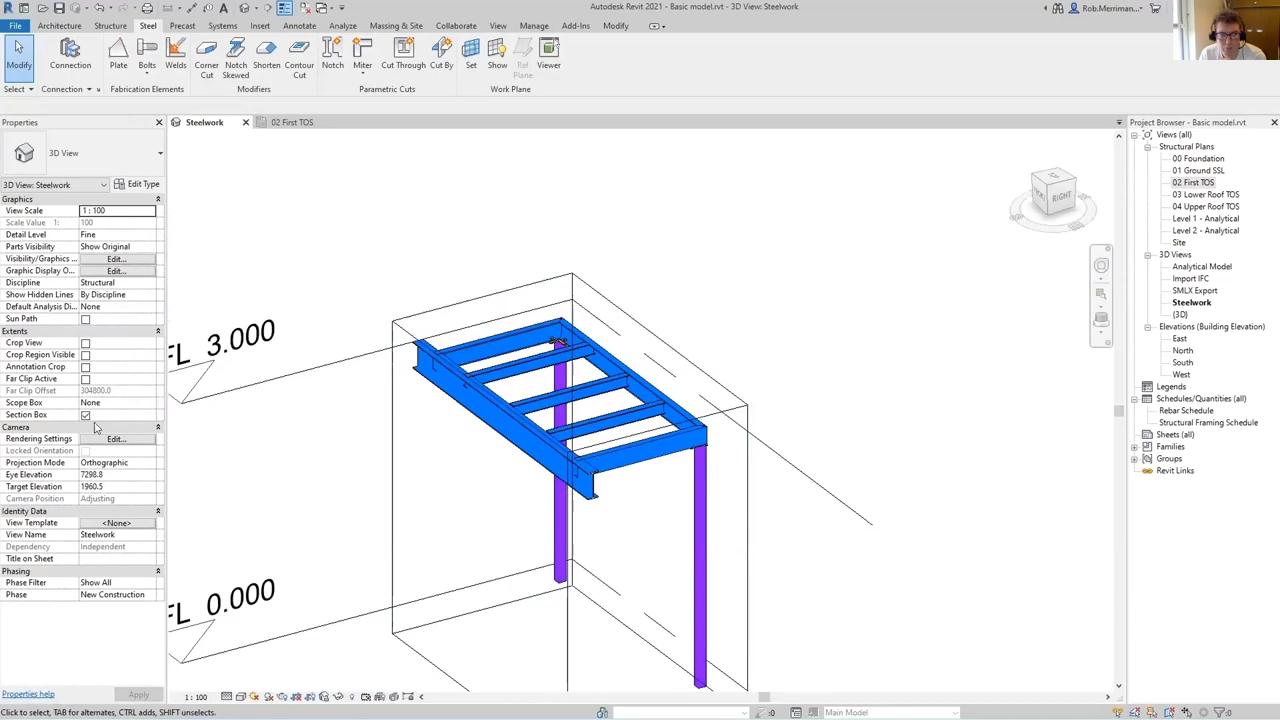 Autodesk Revit 2021 - Basic model.rvt - 3D View: Steelwork
Rob.Merriman...
File Architecture Structure Steel Precast Systems Insert Annotate Analyze Massing & Site Collaborate View Manage Add-Ins Modify
Modify Connection Plate Bolts Welds Corner Cut Notch Skewed Shorten Contour Cut Notch Miter Cut Through Cut By Set Show Ref Plane Viewer
Select Connection Fabrication Elements Modifiers Parametric Cuts Work Plane
Properties
Steelwork 02 First TOS
Project Browser - Basic model.rvt
3D View
3D View: Steelwork Edit Type
Graphics
View Scale 1 : 100
Scale Value 1: 100
Detail Level Fine
Parts Visibility Show Original
Visibility/Graphics ... Edit...
Graphic Display O... Edit...
Discipline Structural
Show Hidden Lines By Discipline
Default Analysis Di... None
Sun Path
Extents
Crop View
Crop Region Visible
Annotation Crop
Far Clip Active
Far Clip Offset 304800.0
Scope Box None
Section Box
Camera
Rendering Settings Edit...
Locked Orientation
Projection Mode Orthographic
Eye Elevation 7298.8
Target Elevation 1960.5
Camera Position Adjusting
Identity Data
View Template <None>
View Name Steelwork
Dependency Independent
Title on Sheet
Phasing
Phase Filter Show All
Phase New Construction
Properties help Apply
FL 3.000
FL 0.000
RIGHT
Views (all)
Structural Plans
00 Foundation
01 Ground SSL
02 First TOS
03 Lower Roof TOS
04 Upper Roof TOS
Level 1 - Analytical
Level 2 - Analytical
Site
3D Views
Analytical Model
Import IFC
SMLX Export
Steelwork
{3D}
Elevations (Building Elevation)
East
North
South
West
Legends
Schedules/Quantities (all)
Rebar Schedule
Structural Framing Schedule
Sheets (all)
Families
Groups
Revit Links
1 : 100
Click to select, TAB for alternates, CTRL adds, SHIFT unselects.
:0
Main Model
:0